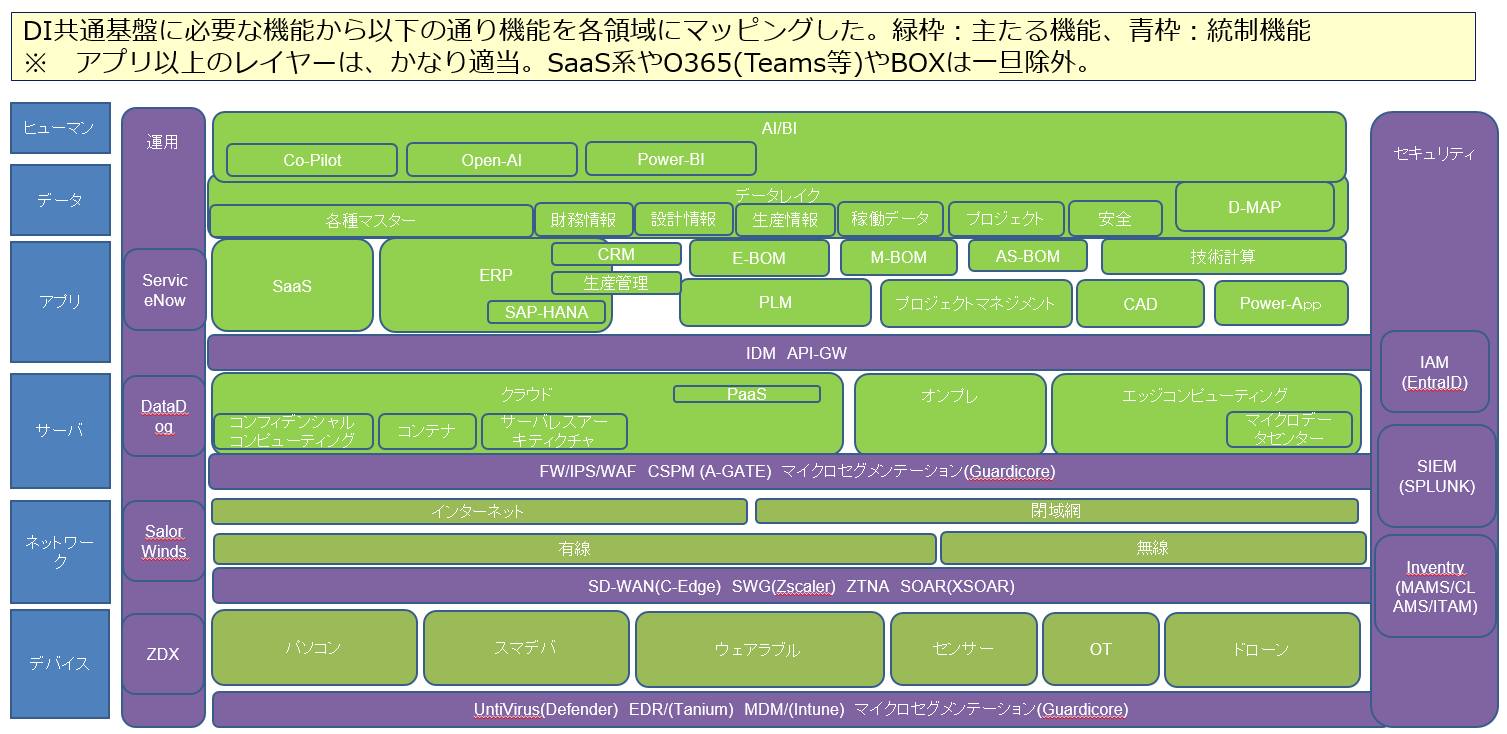 DI共通基盤に必要な機能から以下の通り機能を各領域にマッピングした。緑枠：主たる機能、青枠：統制機能
※　アプリ以上のレイヤーは、かなり適当。SaaS系やO365(Teams等)やBOXは一旦除外。
ヒューマン
運用
AI/BI
Co-Pilot
Open-AI
Power-BI
セキュリティ
データ
データレイク
各種マスター
財務情報
設計情報
生産情報
稼働データ
プロジェクト
安全
D-MAP
アプリ
Servic
eNow
SaaS
ERP
CRM
生産管理
SAP-HANA
E-BOM
M-BOM
AS-BOM
技術計算
PLM
プロジェクトマネジメント
CAD
Power-App
IDM API-GW
IAM
(EntraID)
サーバ
DataD
og
クラウド
PaaS
コンフィデンシャル
コンピューティング
コンテナ
サーバレスアー
キティクチャ
オンプレ
エッジコンピューティング
マイクロデー
タセンター
FW/IPS/WAF CSPM (A-GATE) マイクロセグメンテーション(Guardicore)
SIEM
(SPLUNK)
ネットワー
ク
Salor
Winds
インターネット
閉域網
有線
無線
SD-WAN(C-Edge) SWG(Zscaler) ZTNA SOAR(XSOAR)
Inventry
(MAMS/CL
AMS/ITAM)
デバイス
ZDX
パソコン
スマデバ
ウェアラブル
センサー
OT
ドローン
UntiVirus(Defender) EDR/(Tanium) MDM/(Intune) マイクロセグメンテーション(Guardicore)